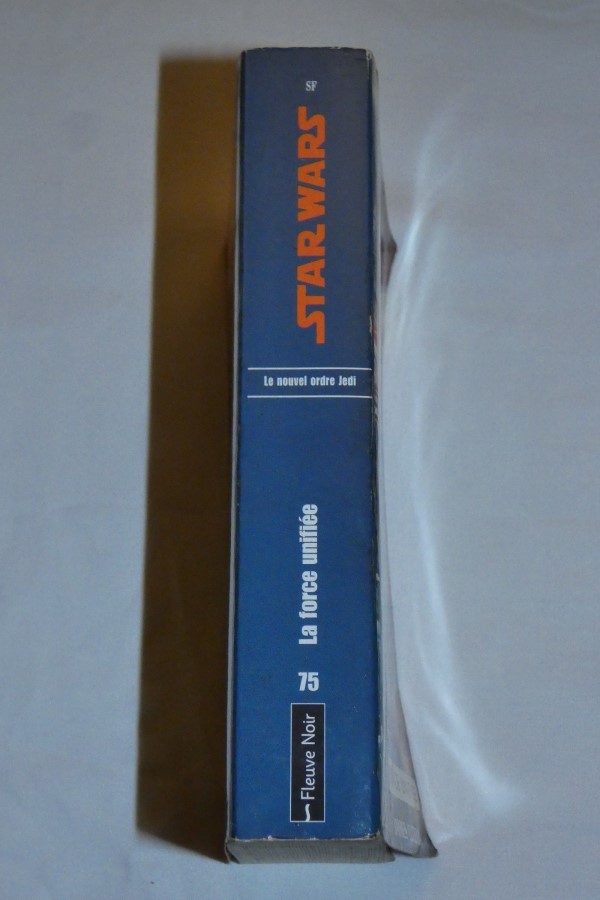 SF
STAR WARS
Le nouvel ordre Jedi
La force unifiée
75
Fleuve Noir